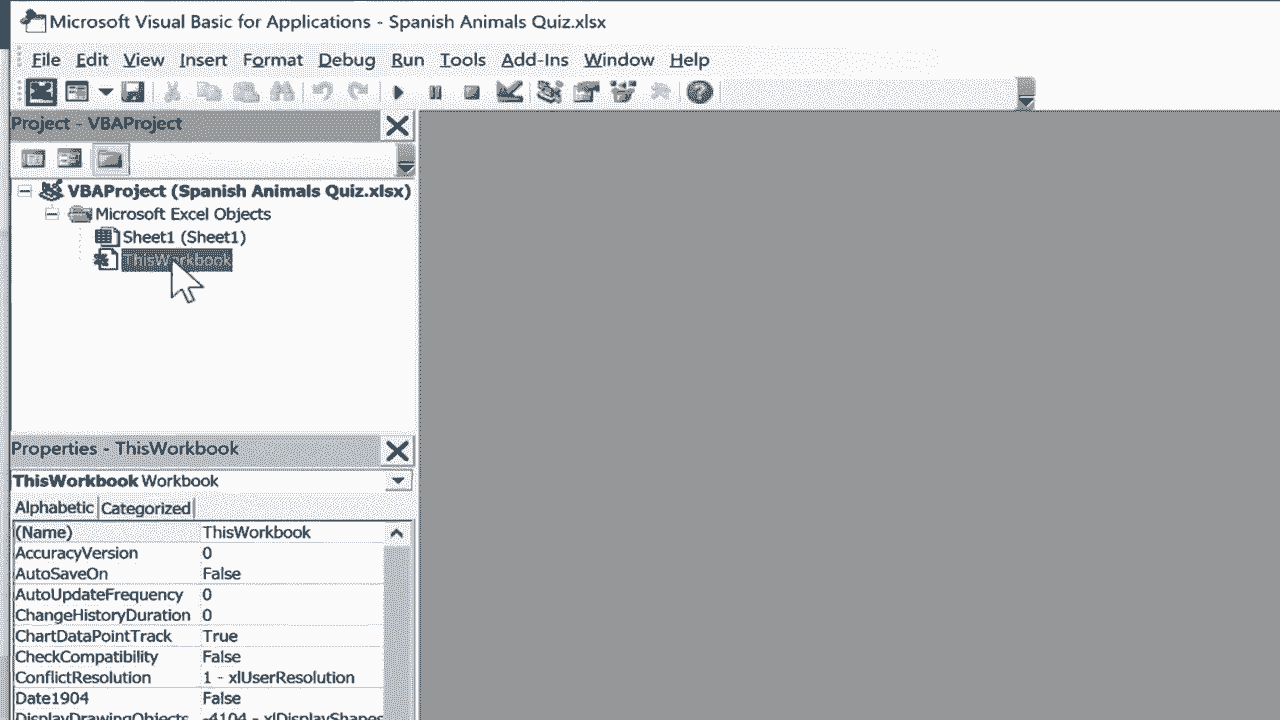 Microsoft Visual Basic for Applications - Spanish Animals Quiz.xlsx
File Edit View Insert Format Debug Run Tools Add-Ins Window Help
Project - VBAProject
VBAProject (Spanish Animals Quiz.xlsx)
Microsoft Excel Objects
Sheet1 (Sheet1)
ThisWorkbook
Properties - ThisWorkbook
ThisWorkbook Workbook
Alphabetic Categorized
(Name) ThisWorkbook
AccuracyVersion 0
AutoSaveOn False
AutoUpdateFrequency 0
ChangeHistoryDuration 0
ChartDataPointTrack True
CheckCompatibility False
ConflictResolution 1 - xlUserResolution
Date1904 False
DisplayDrawingObjects -4104 - xlDisplayShapes